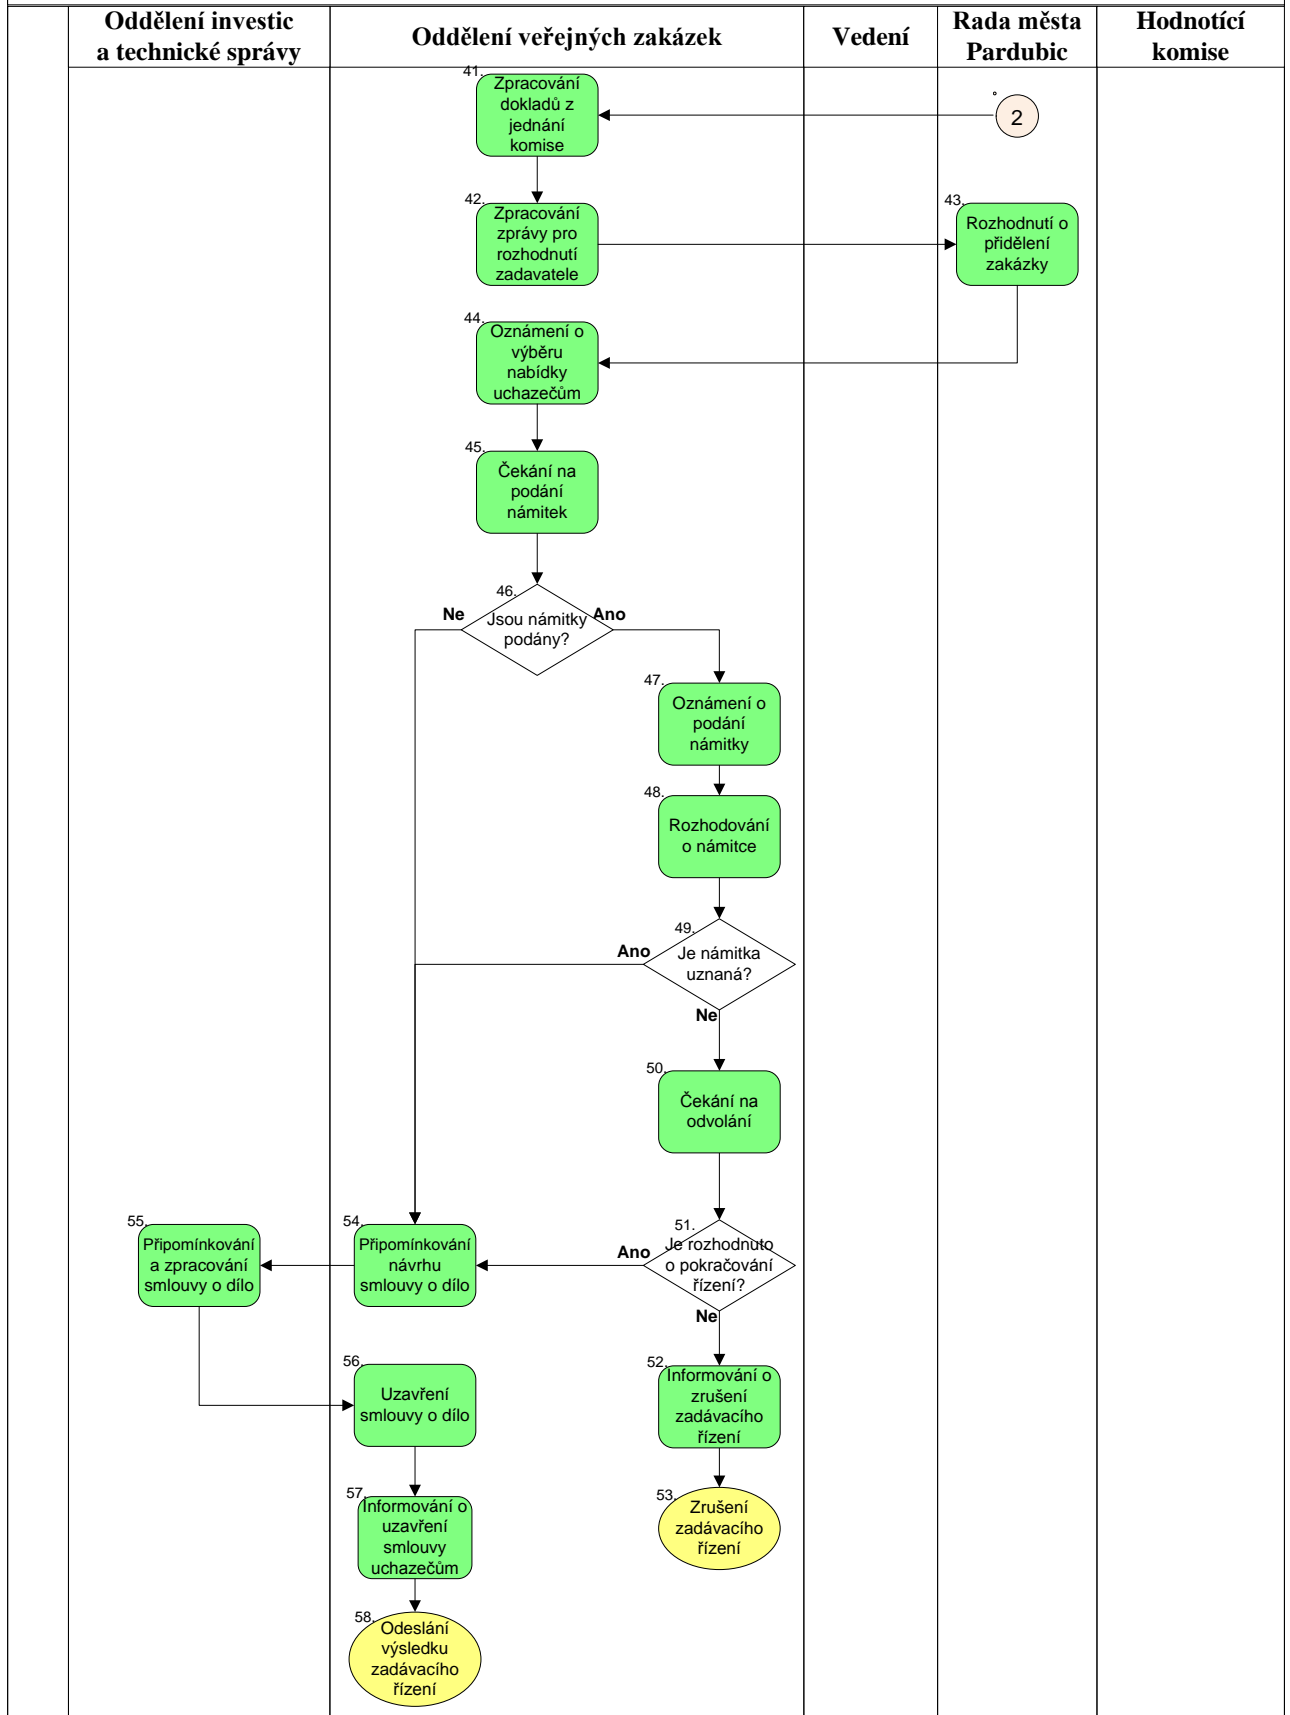 Oddělení investic
a technické správy
Oddělení veřejných zakázek
Vedení
Rada města
Pardubic
Hodnotící
komise
41.
Zpracování
dokladů z
jednání
komise
2
42.
Zpracování
zprávy pro
rozhodnutí
zadavatele
43.
Rozhodnutí o
přidělení
zakázky
44.
Oznámení o
výběru
nabídky
uchazečům
45.
Čekání na
podání
námitek
46.
Ne
Jsou námitky
podány?
Ano
47.
Oznámení o
podání
námitky
48.
Rozhodování
o námitce
49.
Ano
Je námitka
uznaná?
Ne
50.
Čekání na
odvolání
55.
Připomínkování
a zpracování
smlouvy o dílo
54.
Připomínkování
návrhu
smlouvy o dílo
51.
Ano
Je rozhodnuto
o pokračování
řízení?
Ne
56.
Uzavření
smlouvy o dílo
52.
Informování o
zrušení
zadávacího
řízení
57.
Informování o
uzavření
smlouvy
uchazečům
53.
Zrušení
zadávacího
řízení
58.
Odeslání
výsledku
zadávacího
řízení